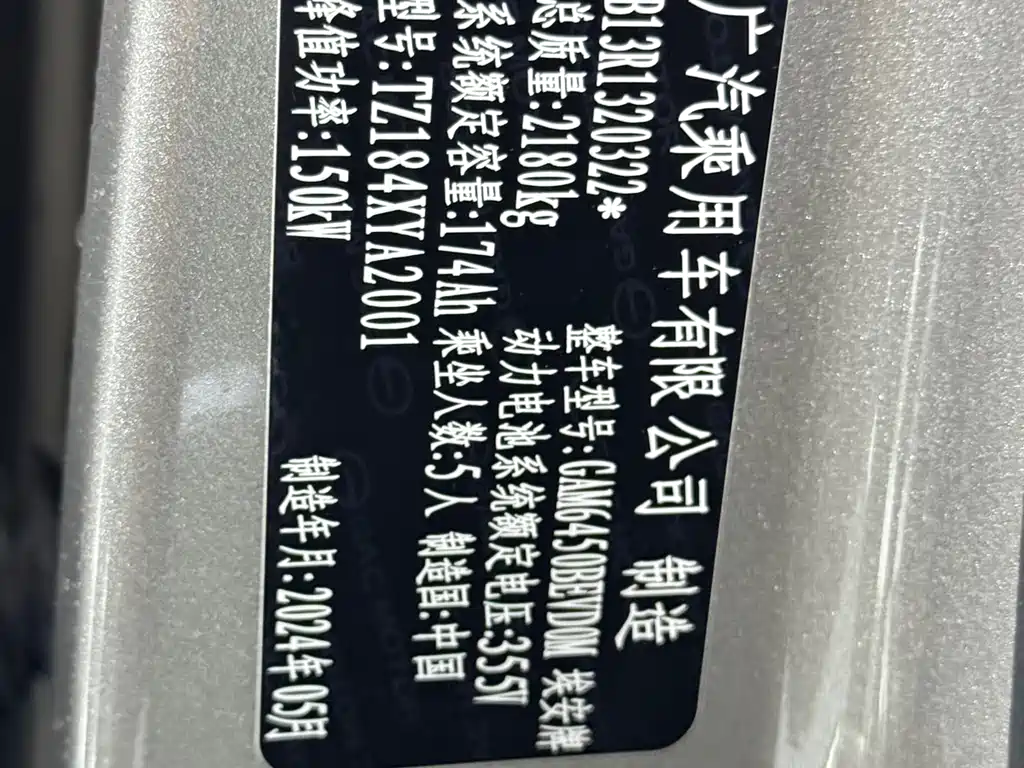 广汽乘用车有限公司 制造
B13R1320322* 整车型号:GAM6450BEVD0M 埃安牌
总质量:2180kg 动力电池系统额定电压:355V
系统额定容量:174Ah 乘坐人数:5人 制造国:中国
型号:TZ184XYA2001
峰值功率:150kW 制造年月:2024年05月